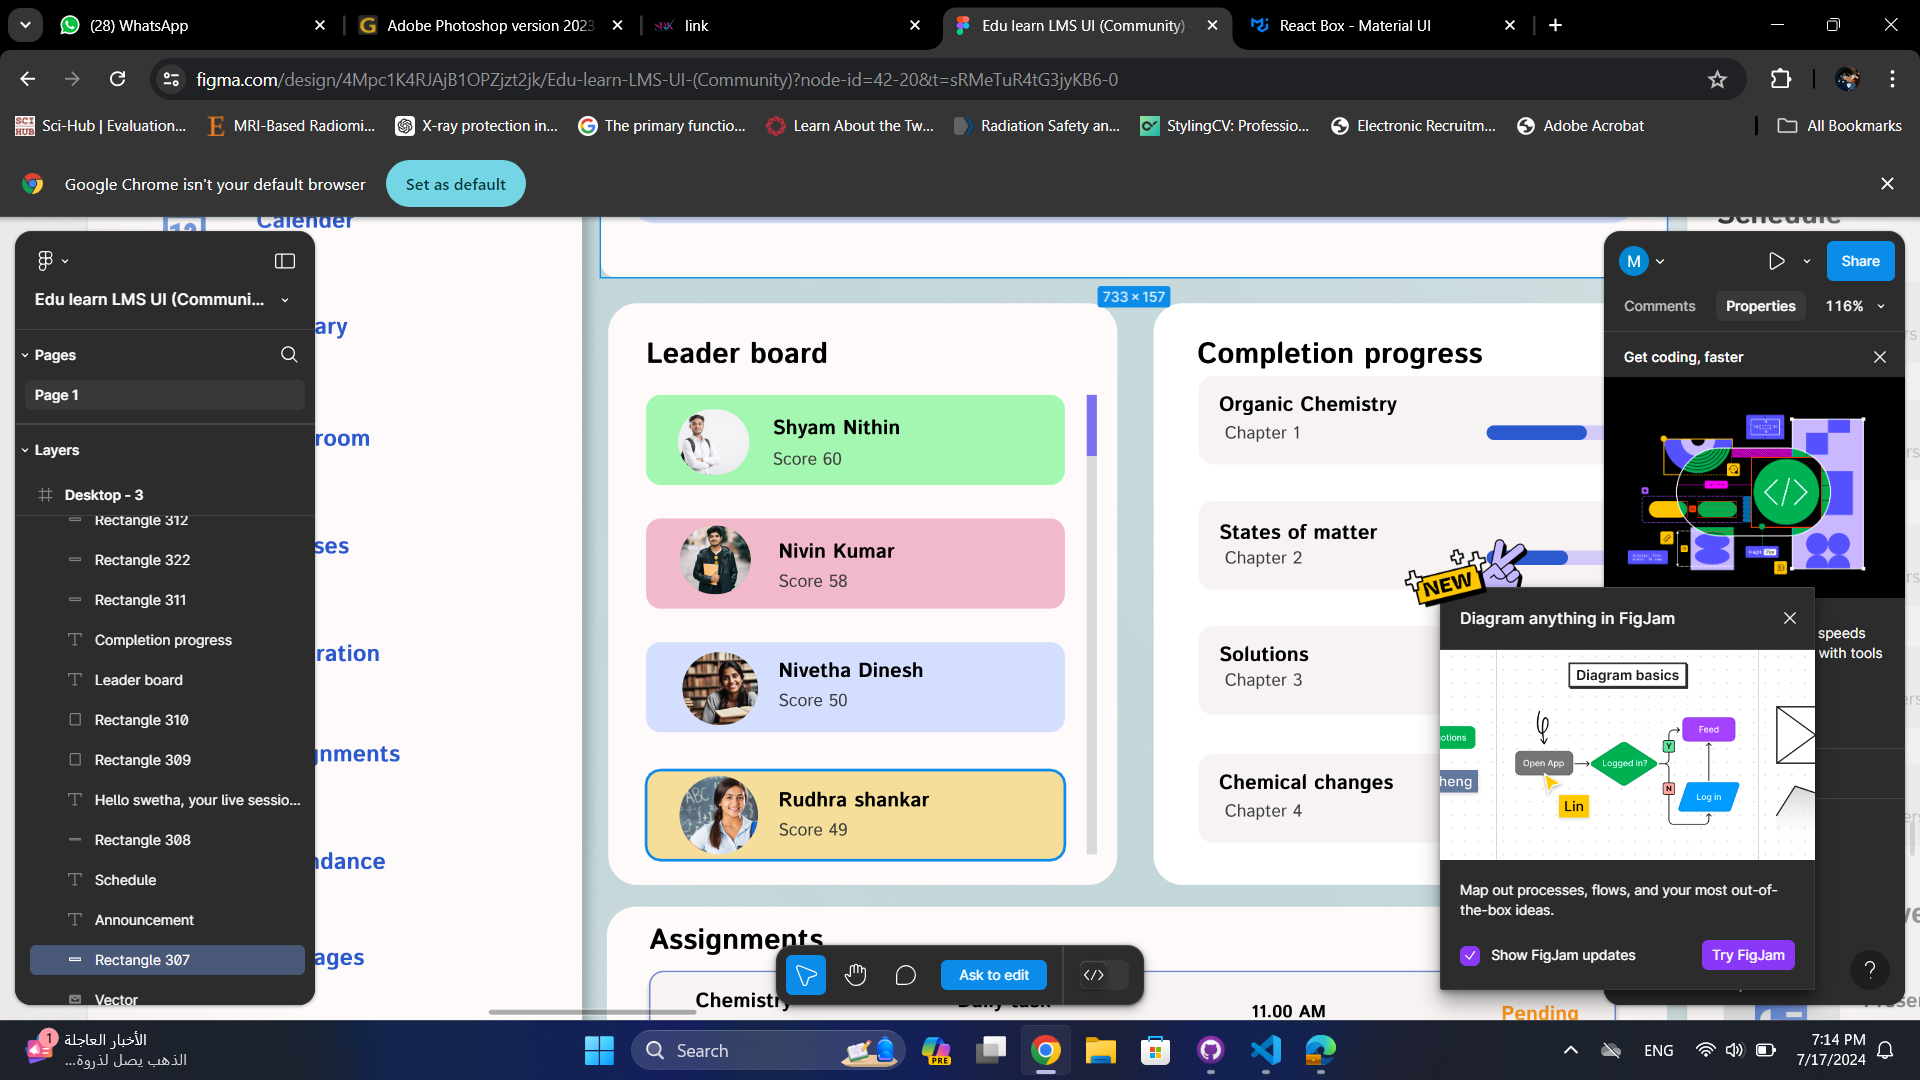 (28) WhatsApp
Adobe Photoshop version 2023
link
Edu learn LMS UI (Community)
React Box - Material UI
figma.com/design/4Mpc1K4RJAjB1OPZjzt2jk/Edu-learn-LMS-UI-(Community)?node-id=42-20&t=sRMeTuR4tG3jyKB6-0
Sci-Hub | Evaluation...
MRI-Based Radiomi...
X-ray protection in...
The primary functio...
Learn About the Tw...
Radiation Safety an...
StylingCV: Professio...
Electronic Recruitm...
Adobe Acrobat
All Bookmarks
Google Chrome isn't your default browser
Set as default
Calender
Schedule
Edu learn LMS UI (Communi...
Pages
Page 1
Layers
Desktop - 3
Rectangle 312
Rectangle 322
Rectangle 311
Completion progress
Leader board
Rectangle 310
Rectangle 309
Hello swetha, your live sessio...
Rectangle 308
Schedule
Announcement
Rectangle 307
Vector
ary
room
ses
ration
nments
dance
ages
733 × 157
Leader board
Shyam Nithin
Score 60
Nivin Kumar
Score 58
Nivetha Dinesh
Score 50
Rudhra shankar
Score 49
Completion progress
Organic Chemistry
Chapter 1
States of matter
Chapter 2
Solutions
Chapter 3
Chemical changes
Chapter 4
Assignments
Chemistry
Daily task
11.00 AM
Pending
Ask to edit
M
Share
Comments
Properties
116%
Get coding, faster
speeds
with tools
NEW
Diagram anything in FigJam
Diagram basics
otions
heng
Open App
Logged in?
Y
N
Feed
Log in
Lin
Map out processes, flows, and your most out-of-
the-box ideas.
Show FigJam updates
Try FigJam
?
1
الأخبار العاجلة
الذهب يصل لذروة...
Search
PRE
ENG
7:14 PM
7/17/2024